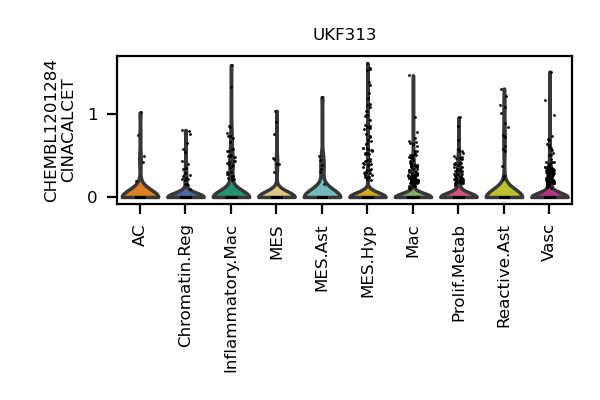 UKF313
CHEMBL1201284
CINACALCET
1
0
AC
Chromatin.Reg
Inflammatory.Mac
MES
MES.Ast
MES.Hyp
Mac
Prolif.Metab
Reactive.Ast
Vasc